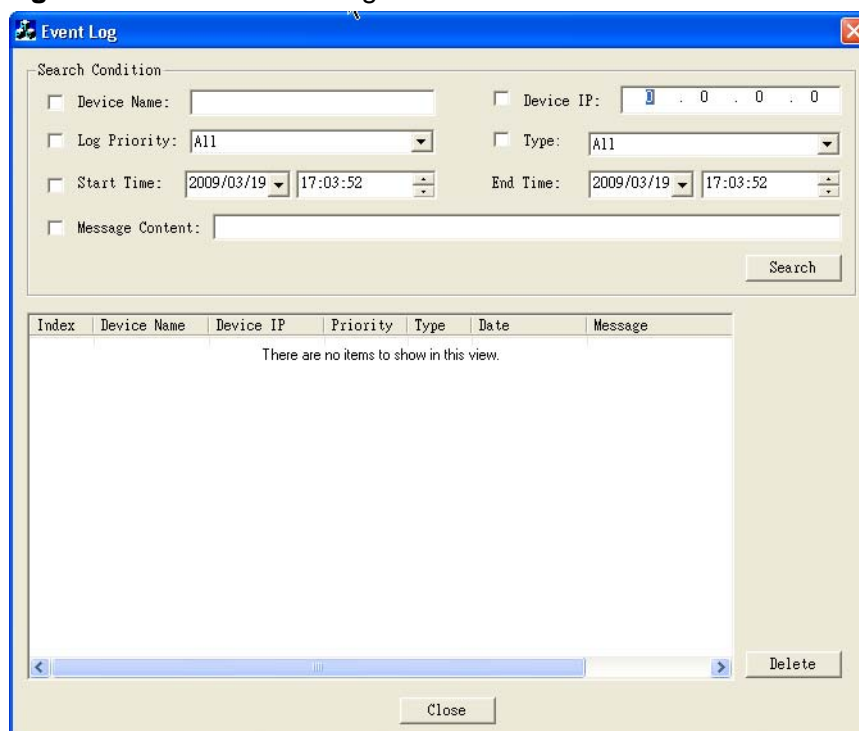 Event Log
Search Condition
Device Name: Device IP: 0 . 0 . 0 . 0
Log Priority: All Type: All
Start Time: 2009/03/19 17:03:52 End Time: 2009/03/19 17:03:52
Message Content:
Search
Index Device Name Device IP Priority Type Date Message
There are no items to show in this view.
Delete
Close